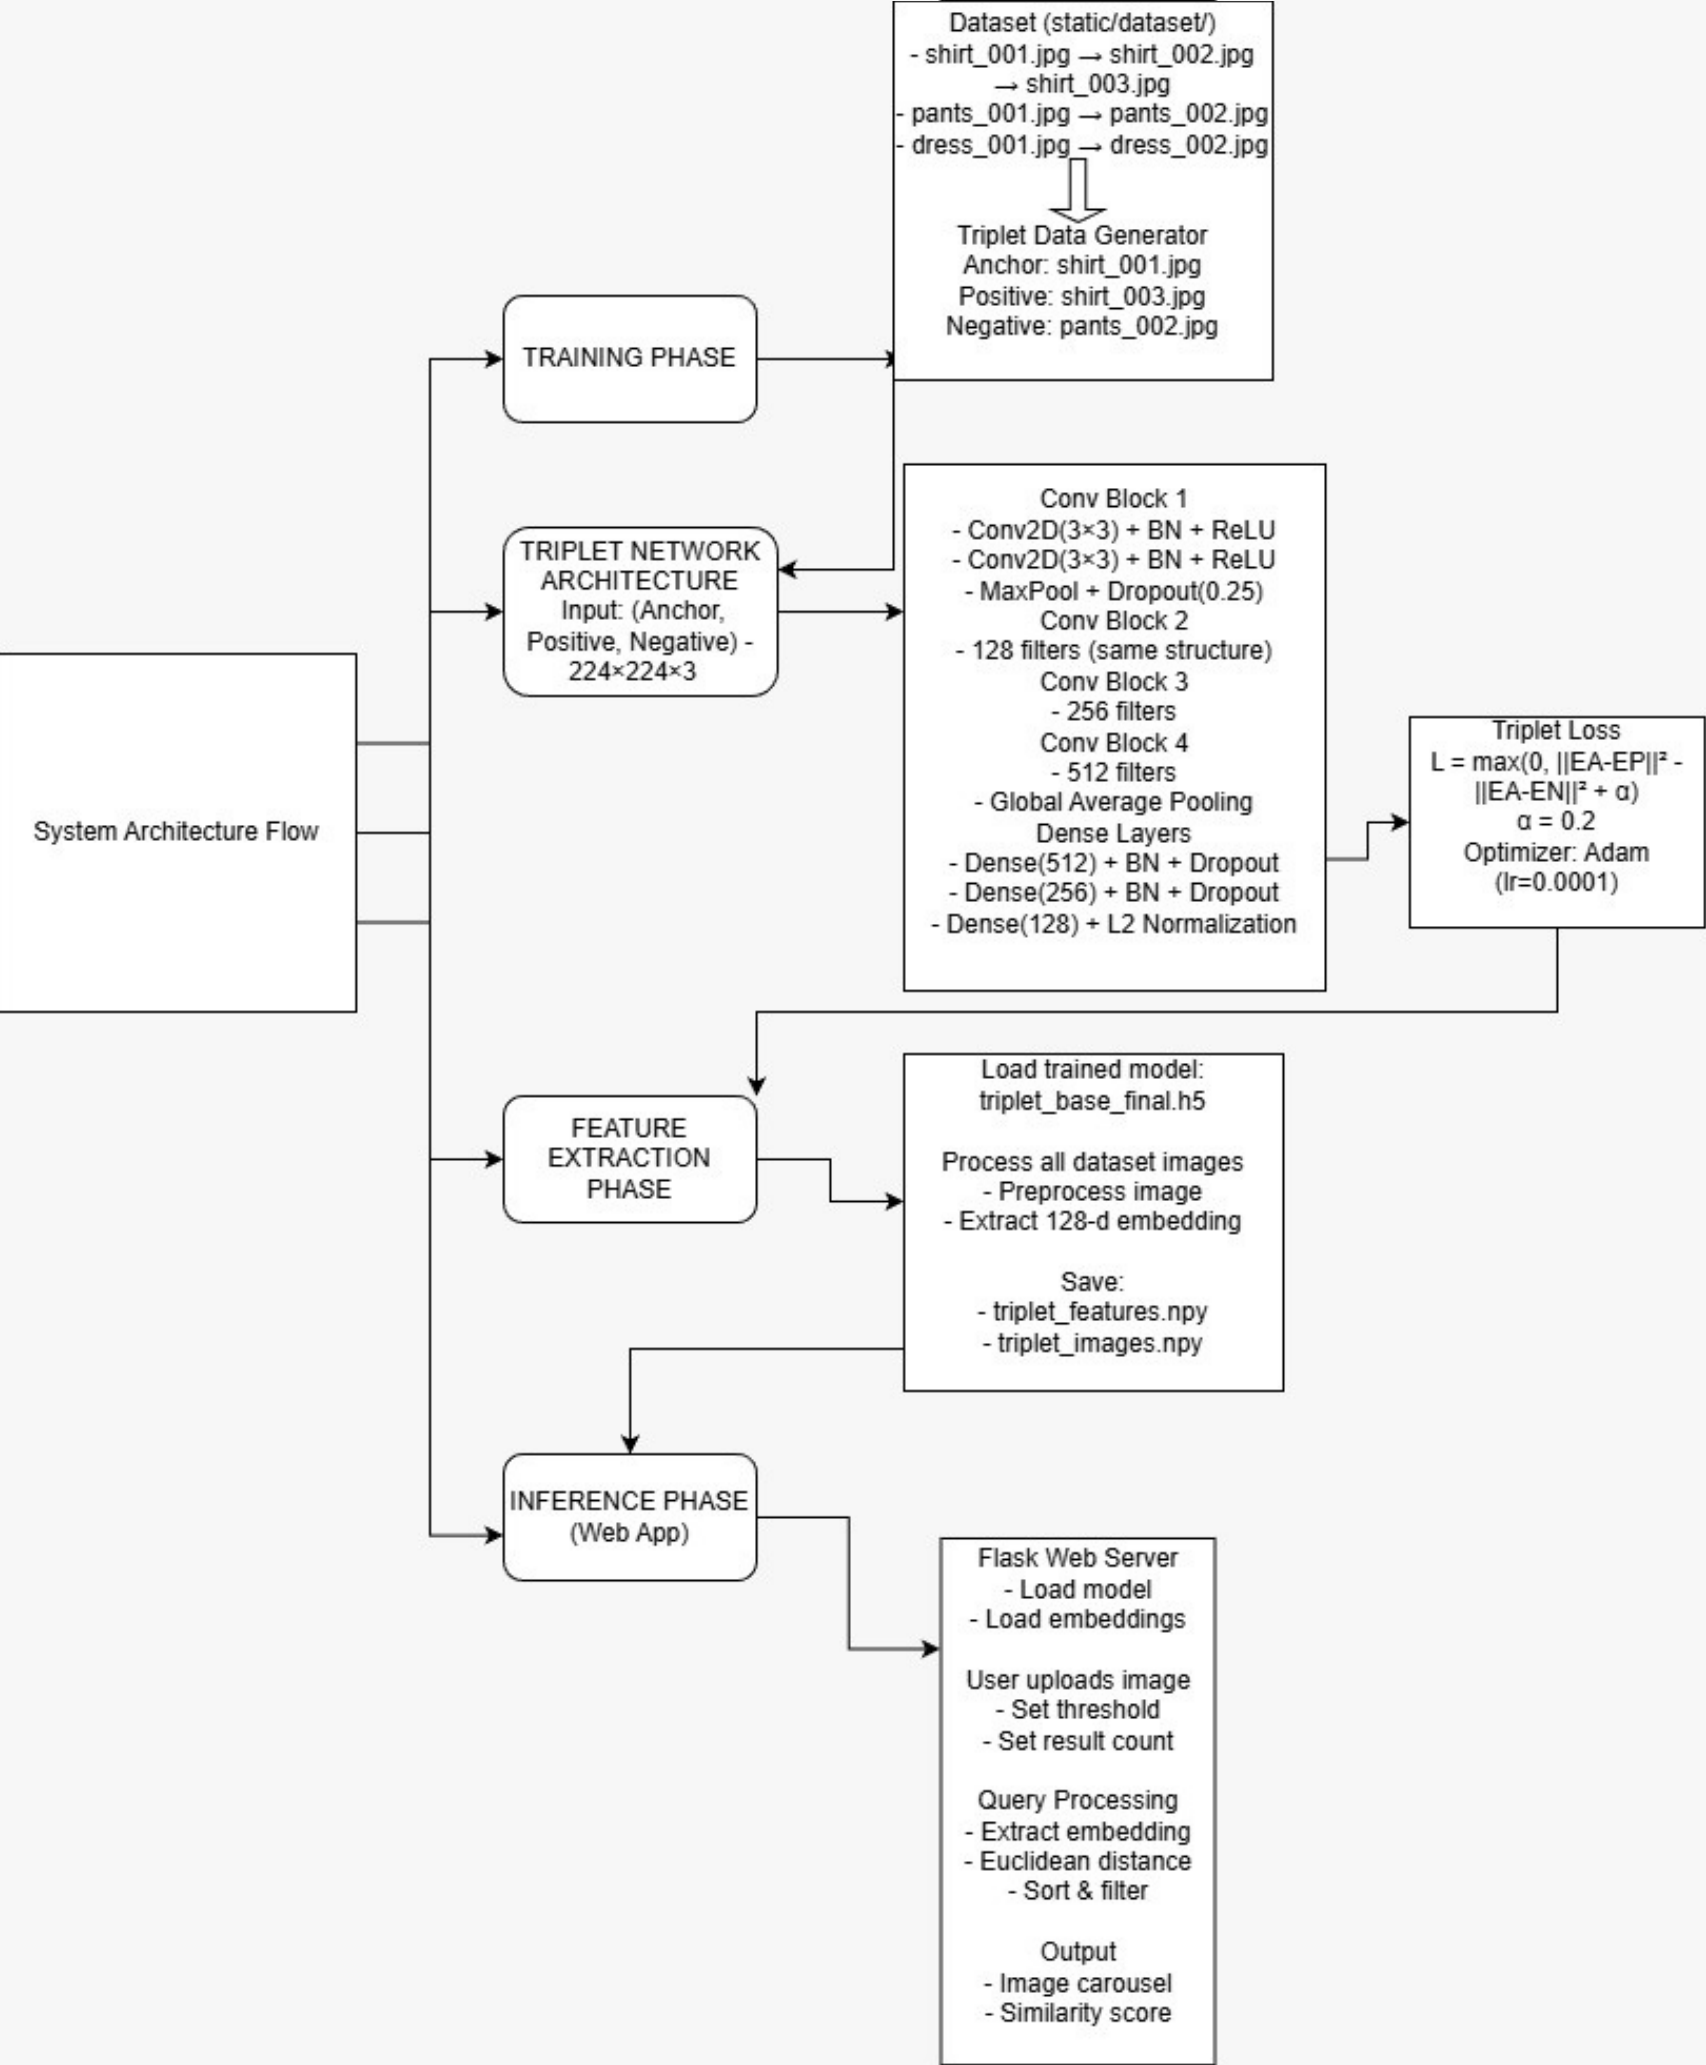 System Architecture Flow
TRAINING PHASE
Dataset (static/dataset/)
- shirt_001.jpg → shirt_002.jpg
→ shirt_003.jpg
- pants_001.jpg → pants_002.jpg
- dress_001.jpg → dress_002.jpg
Triplet Data Generator
Anchor: shirt_001.jpg
Positive: shirt_003.jpg
Negative: pants_002.jpg
TRIPLET NETWORK
ARCHITECTURE
Input: (Anchor,
Positive, Negative) -
224×224×3
Conv Block 1
- Conv2D(3×3) + BN + ReLU
- Conv2D(3×3) + BN + ReLU
- MaxPool + Dropout(0.25)
Conv Block 2
- 128 filters (same structure)
Conv Block 3
- 256 filters
Conv Block 4
- 512 filters
- Global Average Pooling
Dense Layers
- Dense(512) + BN + Dropout
- Dense(256) + BN + Dropout
- Dense(128) + L2 Normalization
Triplet Loss
L = max(0, ||EA-EP||² -
||EA-EN||² + α)
α = 0.2
Optimizer: Adam
(lr=0.0001)
FEATURE
EXTRACTION
PHASE
Load trained model:
triplet_base_final.h5
Process all dataset images
- Preprocess image
- Extract 128-d embedding
Save:
- triplet_features.npy
- triplet_images.npy
INFERENCE PHASE
(Web App)
Flask Web Server
- Load model
- Load embeddings
User uploads image
- Set threshold
- Set result count
Query Processing
- Extract embedding
- Euclidean distance
- Sort & filter
Output
- Image carousel
- Similarity score